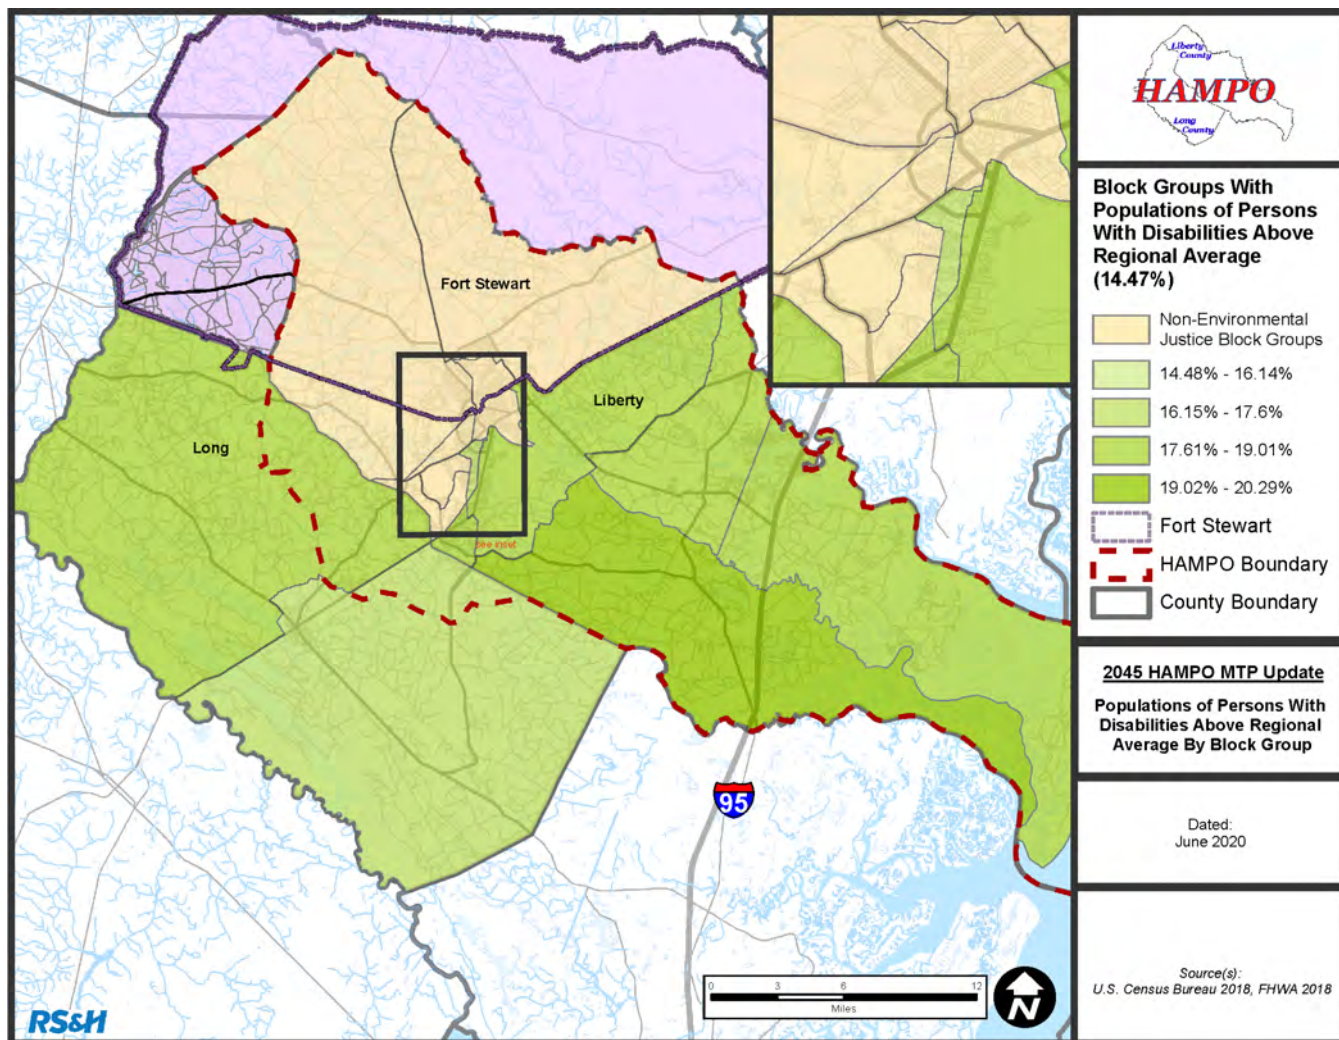 Fort Stewart
Liberty
Long
see inset
95
0 3 6 12
Miles
N
RS&H
Liberty
County
HAMPO
Long
County
Block Groups With
Populations of Persons
With Disabilities Above
Regional Average
(14.47%)
Non-Environmental
Justice Block Groups
14.48% - 16.14%
16.15% - 17.6%
17.61% - 19.01%
19.02% - 20.29%
Fort Stewart
HAMPO Boundary
County Boundary
2045 HAMPO MTP Update
Populations of Persons With
Disabilities Above Regional
Average By Block Group
Dated:
June 2020
Source(s):
U.S. Census Bureau 2018, FHWA 2018